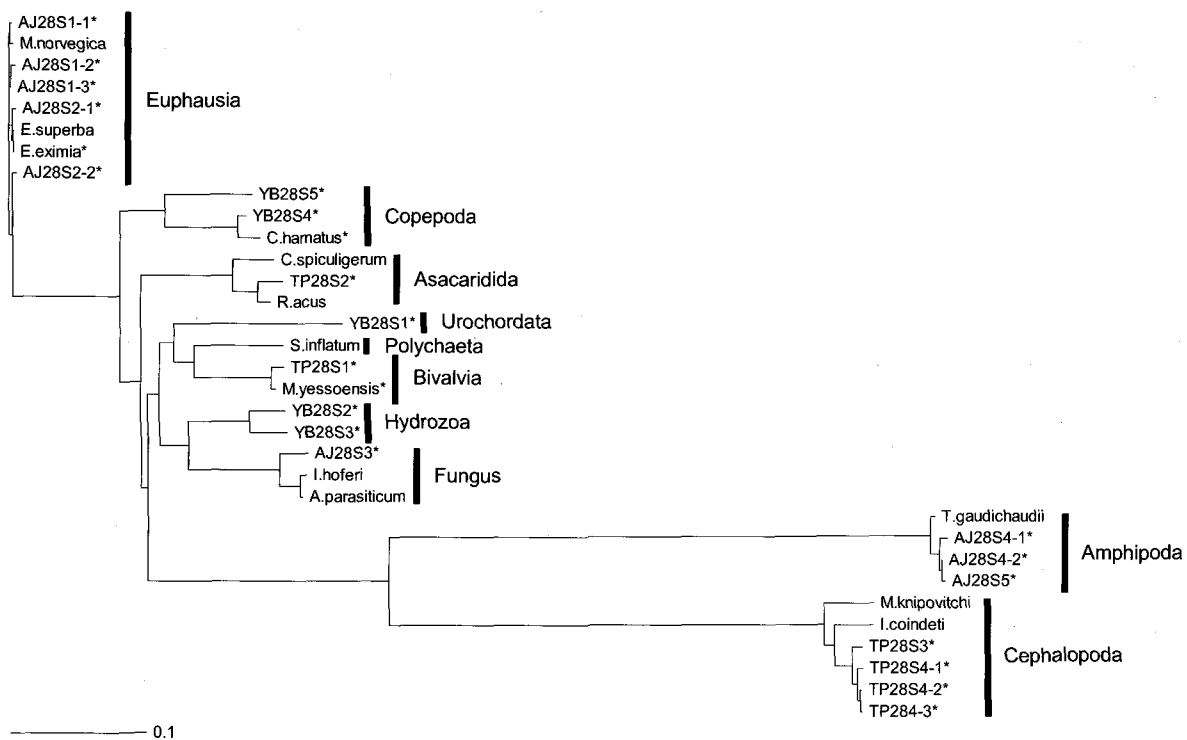 AJ28S1-1*
M.norvegica
AJ28S1-2*
AJ28S1-3*
AJ28S2-1*
E.superba
E.eximia*
AJ28S2-2*
Euphausia
YB28S5*
YB28S4*
C.hamatus*
Copepoda
C.spiculigerum
TP28S2*
R.acus
Asacaridida
YB28S1*
Urochordata
S.inflatum
Polychaeta
TP28S1*
M.yessoensis*
Bivalvia
YB28S2*
YB28S3*
Hydrozoa
AJ28S3*
I.hoferi
A.parasiticum
Fungus
T.gaudichaudii
AJ28S4-1*
AJ28S4-2*
AJ28S5*
Amphipoda
M.knipovitchi
I.coindeti
TP28S3*
TP28S4-1*
TP28S4-2*
TP284-3*
Cephalopoda
0.1